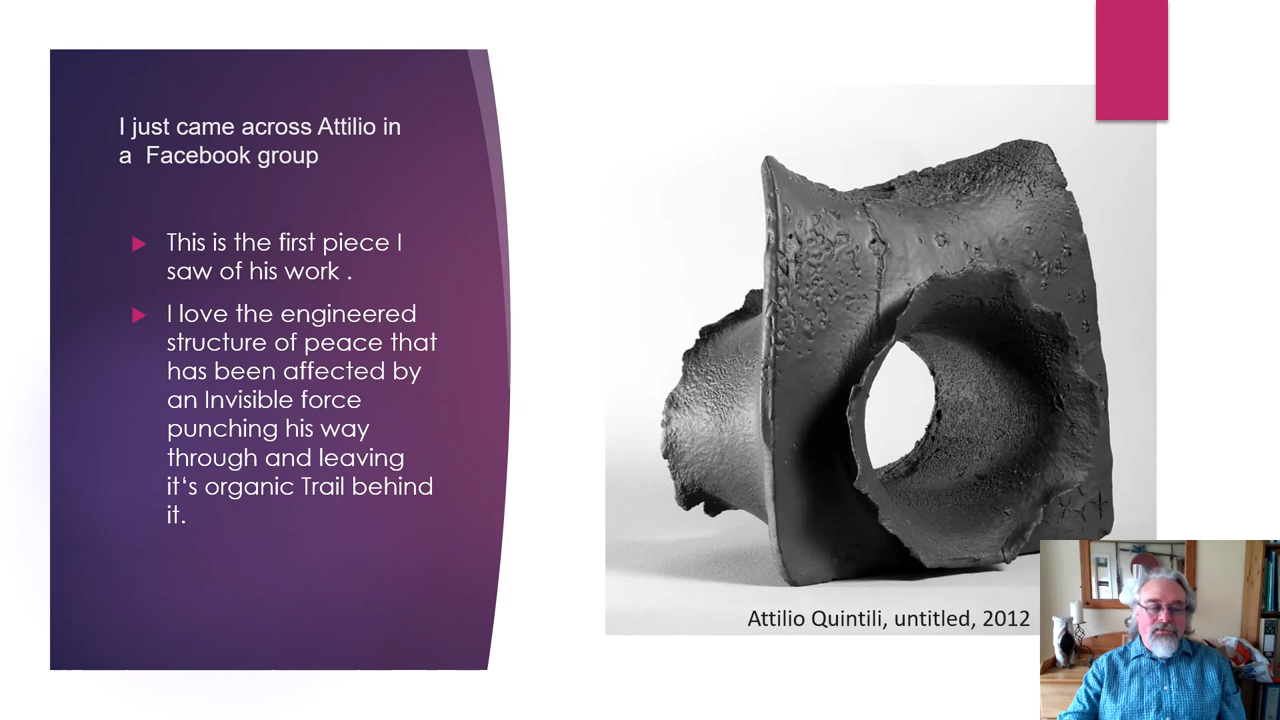 I just came across Attilio in
a  Facebook group
This is the first piece I
saw of his work .
I love the engineered
structure of peace that
has been affected by
an Invisible force
punching his way
through and leaving
it‘s organic Trail behind
it.
Attilio Quintili, untitled, 2012